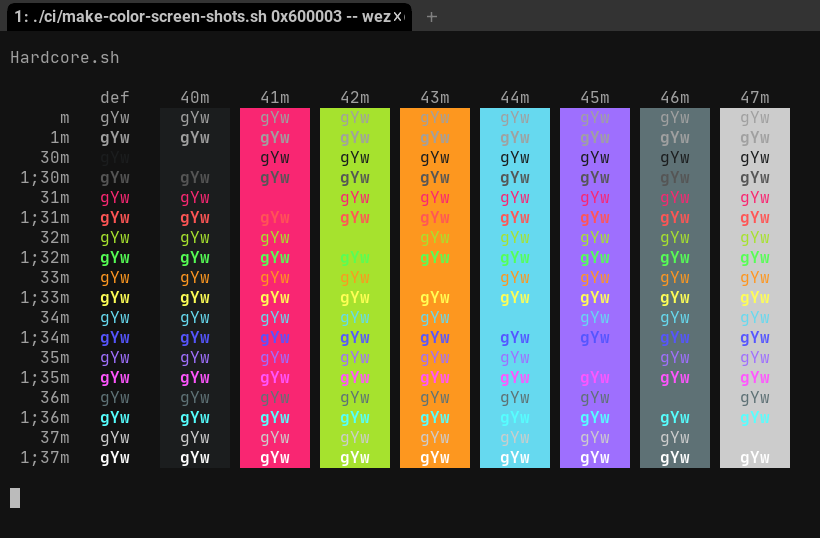 1: ./ci/make-color-screen-shots.sh 0x600003 -- wez × +
Hardcore.sh
def 40m 41m 42m 43m 44m 45m 46m 47m
m gYw gYw gYw gYw gYw gYw gYw gYw gYw
1m gYw gYw gYw gYw gYw gYw gYw gYw gYw
30m gYw gYw gYw gYw gYw gYw gYw gYw
1;30m gYw gYw gYw gYw gYw gYw gYw gYw gYw
31m gYw gYw gYw gYw gYw gYw gYw gYw
1;31m gYw gYw gYw gYw gYw gYw gYw gYw gYw
32m gYw gYw gYw gYw gYw gYw gYw gYw
1;32m gYw gYw gYw gYw gYw gYw gYw gYw gYw
33m gYw gYw gYw gYw gYw gYw gYw gYw
1;33m gYw gYw gYw gYw gYw gYw gYw gYw gYw
34m gYw gYw gYw gYw gYw gYw gYw gYw
1;34m gYw gYw gYw gYw gYw gYw gYw gYw gYw
35m gYw gYw gYw gYw gYw gYw gYw gYw
1;35m gYw gYw gYw gYw gYw gYw gYw gYw gYw
36m gYw gYw gYw gYw gYw gYw gYw gYw
1;36m gYw gYw gYw gYw gYw gYw gYw gYw gYw
37m gYw gYw gYw gYw gYw gYw gYw gYw
1;37m gYw gYw gYw gYw gYw gYw gYw gYw gYw